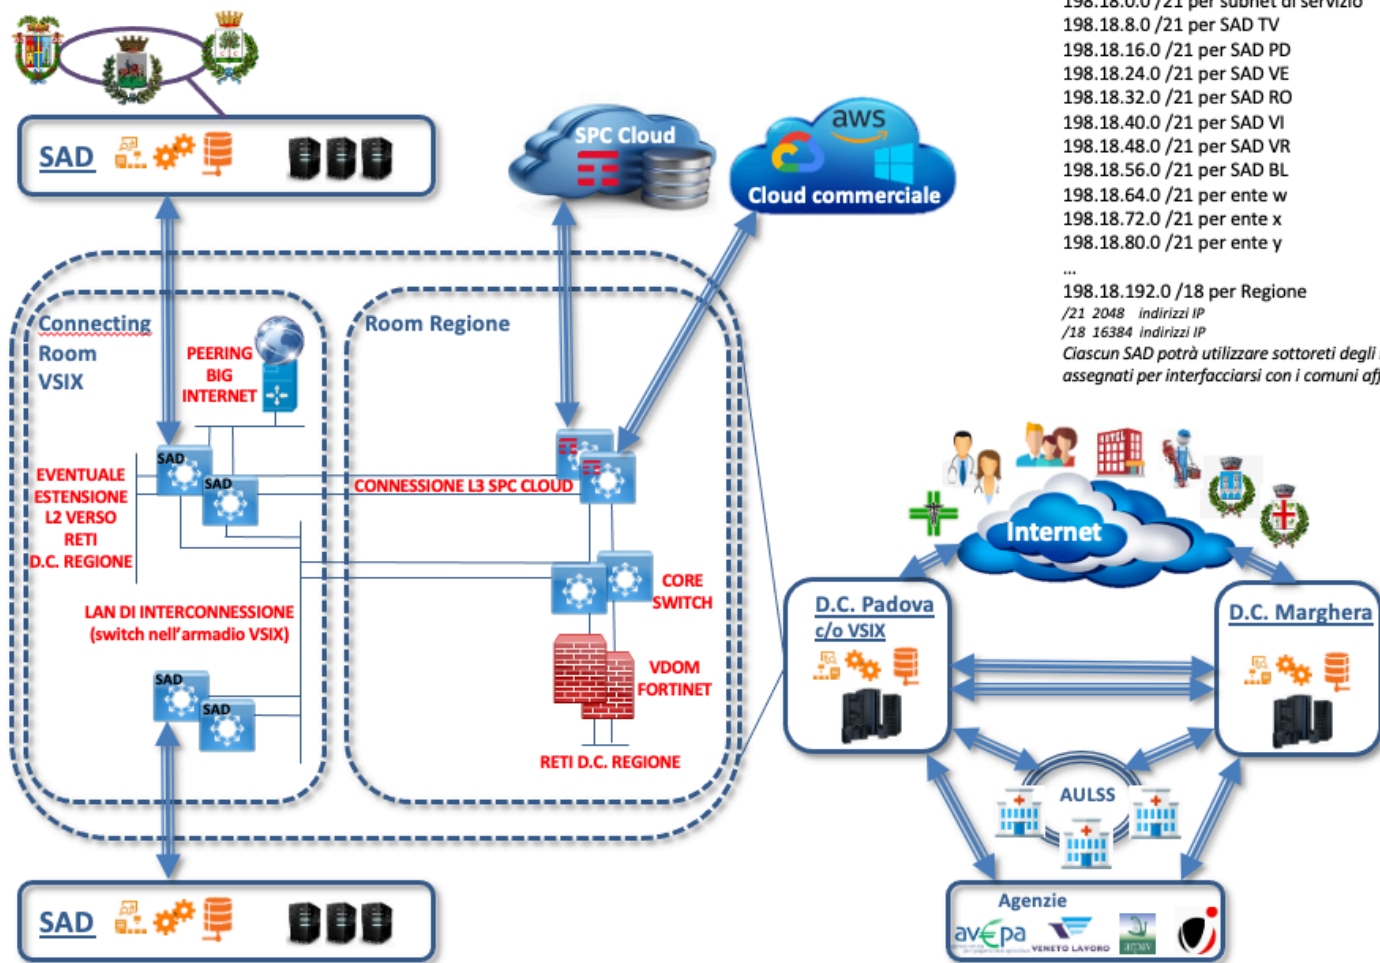 198.18.0.0 /21 per subnet di servizio
198.18.8.0 /21 per SAD TV
198.18.16.0 /21 per SAD PD
198.18.24.0 /21 per SAD VE
198.18.32.0 /21 per SAD RO
198.18.40.0 /21 per SAD VI
198.18.48.0 /21 per SAD VR
198.18.56.0 /21 per SAD BL
198.18.64.0 /21 per ente w
198.18.72.0 /21 per ente x
198.18.80.0 /21 per ente y
...
198.18.192.0 /18 per Regione
/21 2048 indirizzi IP
/18 16384 indirizzi IP
Ciascun SAD potrà utilizzare sottoreti degli
assegnati per interfacciarsi con i comuni aff
SAD
SPC Cloud
aws
Cloud commerciale
Connecting
Room
VSIX
PEERING
BIG
INTERNET
Room Regione
SAD
SAD
EVENTUALE
ESTENSIONE
L2 VERSO
RETI
D.C. REGIONE
CONNESSIONE L3 SPC CLOUD
CORE
SWITCH
LAN DI INTERCONNESSIONE
(switch nell'armadio VSIX)
SAD
SAD
VDOM
FORTINET
RETI D.C. REGIONE
SAD
HOTEL
Internet
D.C. Padova
c/o VSIX
D.C. Marghera
AULSS
Agenzie
avepa
VENETO LAVORO
arpav